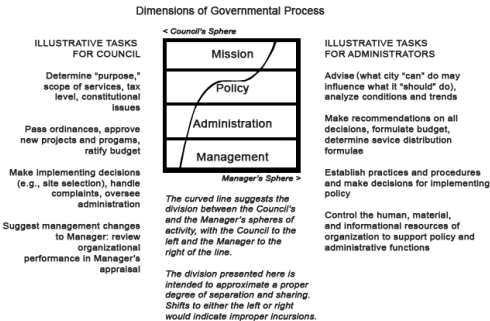 Dimensions of Governmental Process
< Council's Sphere
ILLUSTRATIVE TASKS
FOR COUNCIL
Determine "purpose,"
scope of services, tax
level, constitutional
issues
Pass ordinances, approve
new projects and progams,
ratify budget
Make implementing decisions
(e.g., site selection), handle
complaints, oversee
administration
Suggest management changes
to Manager: review
organizational
performance in Manager's
appraisal
Mission
Policy
Administration
Management
Manager's Sphere >
The curved line suggests the
division between the Council's
and the Manager's spheres of
activity, with the Council to the
left and the Manager to the
right of the line.
The division presented here is
intended to approximate a proper
degree of separation and sharing.
Shifts to either the left or right
would indicate improper incursions.
ILLUSTRATIVE TASKS
FOR ADMINISTRATORS
Advise (what city "can" do may
influence what it "should" do),
analyze conditions and trends
Make recommendations on all
decisions, formulate budget,
determine sevice distribution
formulae
Establish practices and procedures
and make decisions for implementing
policy
Control the human, material,
and informational resources of
organization to support policy and
administrative functions